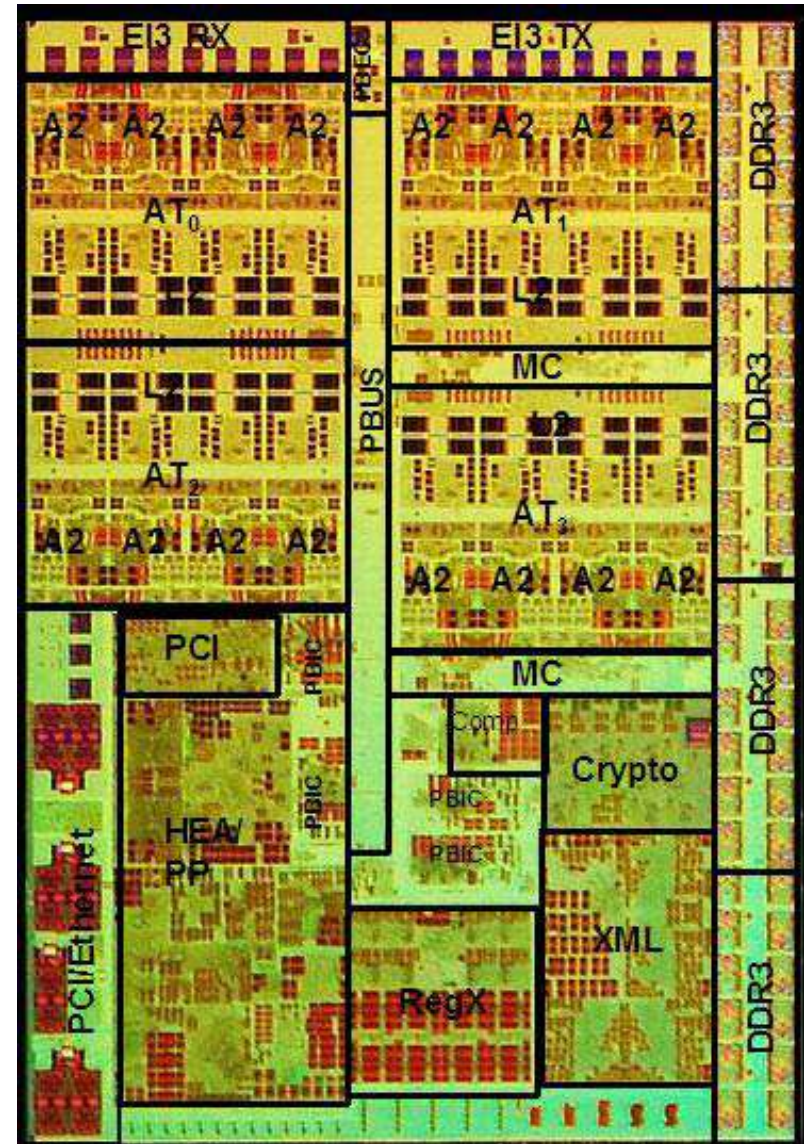 EI3 RX
PBEC
EI3 TX
DDR3
A2 A2 A2 A2
A2 A2 A2 A2
AT0
AT1
L2
L2
MC
DDR3
L2
PBUS
L2
AT2
AT3
A2 A2 A2 A2
A2 A2 A2 A2
PCI
PBIC
MC
DDR3
Comp
Crypto
PBIC
PBIC
HEA/
PP
PBIC
PCI/Ethernet
XML
RegX
DDR3